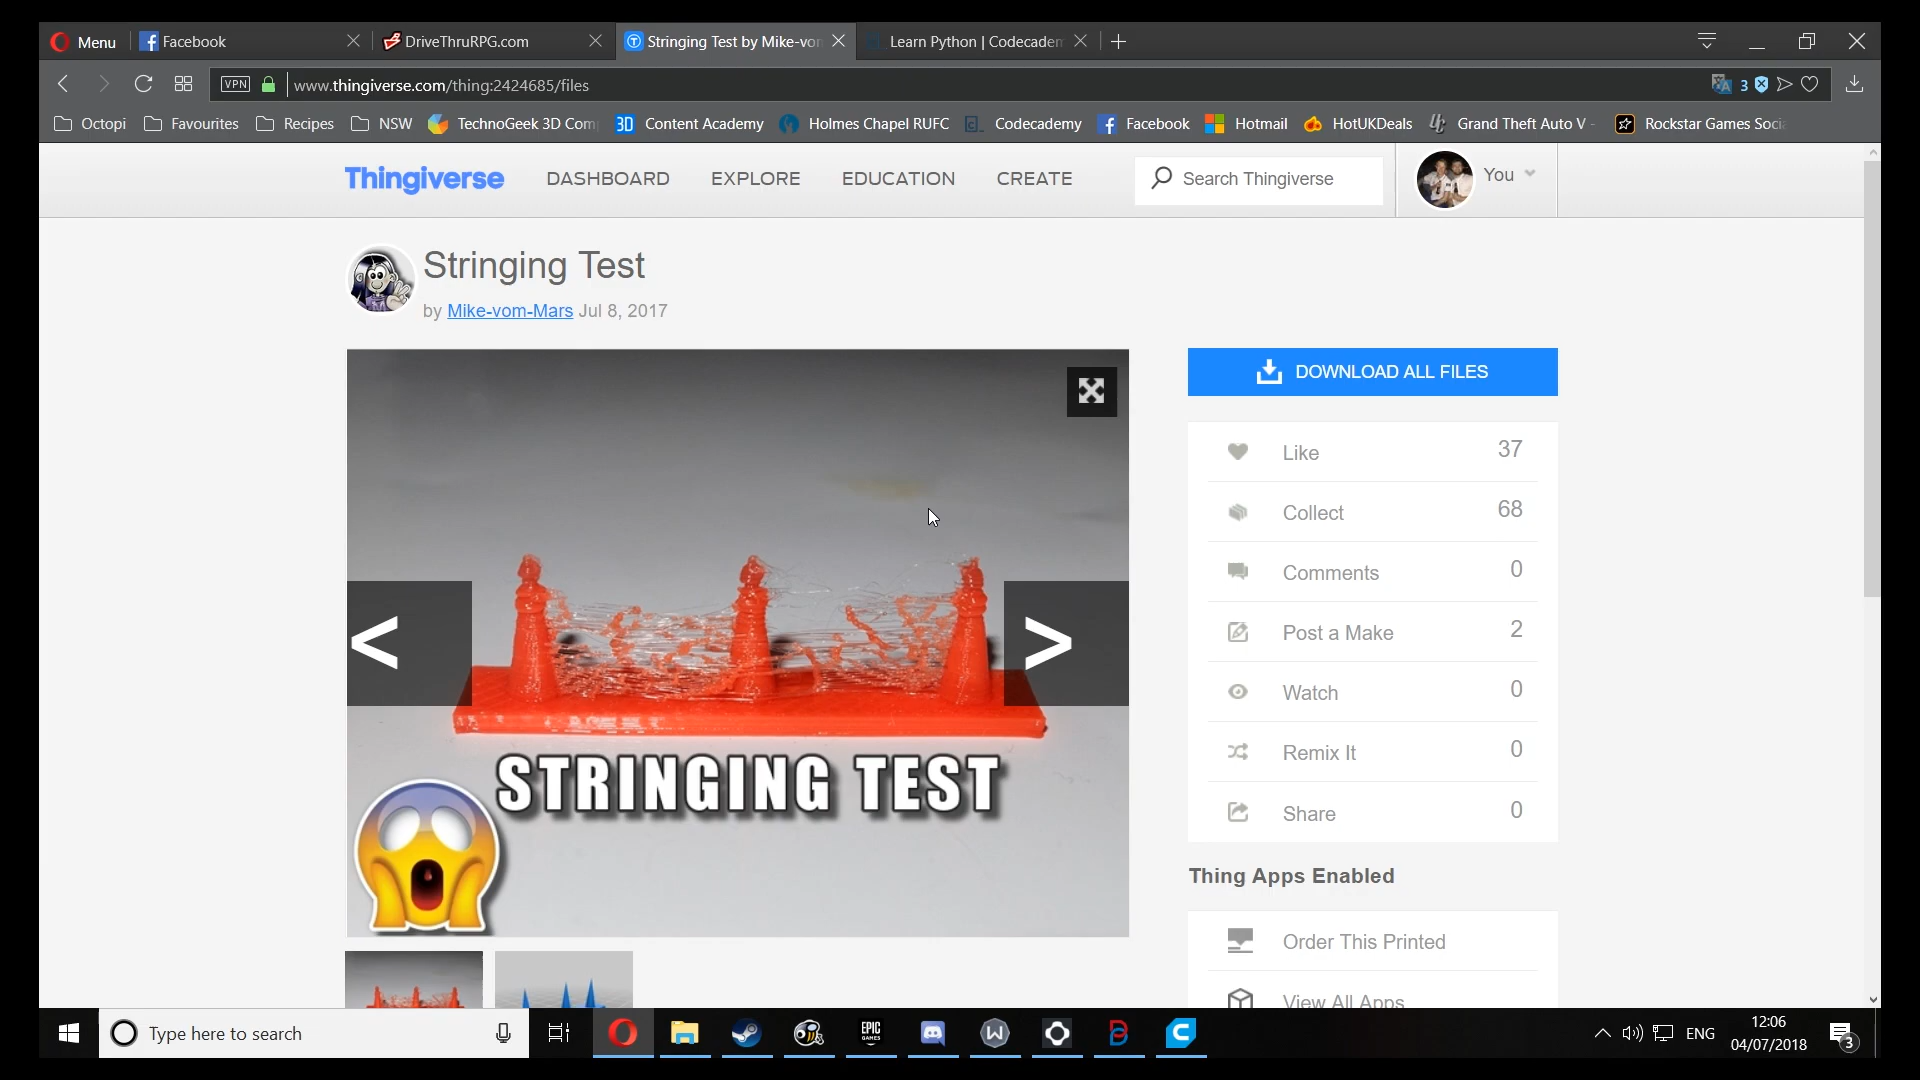 Menu
Facebook
DriveThruRPG.com
Stringing Test by Mike-vo
Learn Python | Codecade
VPN
www.thingiverse.com/thing:2424685/files
3
Octopi
Favourites
Recipes
NSW
TechnoGeek 3D Com
3D Content Academy
Holmes Chapel RUFC
Codecademy
Facebook
Hotmail
HotUKDeals
Grand Theft Auto V -
Rockstar Games Soci
Thingiverse
DASHBOARD
EXPLORE
EDUCATION
CREATE
Search Thingiverse
You
Stringing Test
by Mike-vom-Mars Jul 8, 2017
DOWNLOAD ALL FILES
Like 37
Collect 68
Comments 0
Post a Make 2
Watch 0
Remix It 0
Share 0
< >
STRINGING TEST
Thing Apps Enabled
Order This Printed
View All Apps
Type here to search
EPIC GAMES
ENG
12:06
04/07/2018
3